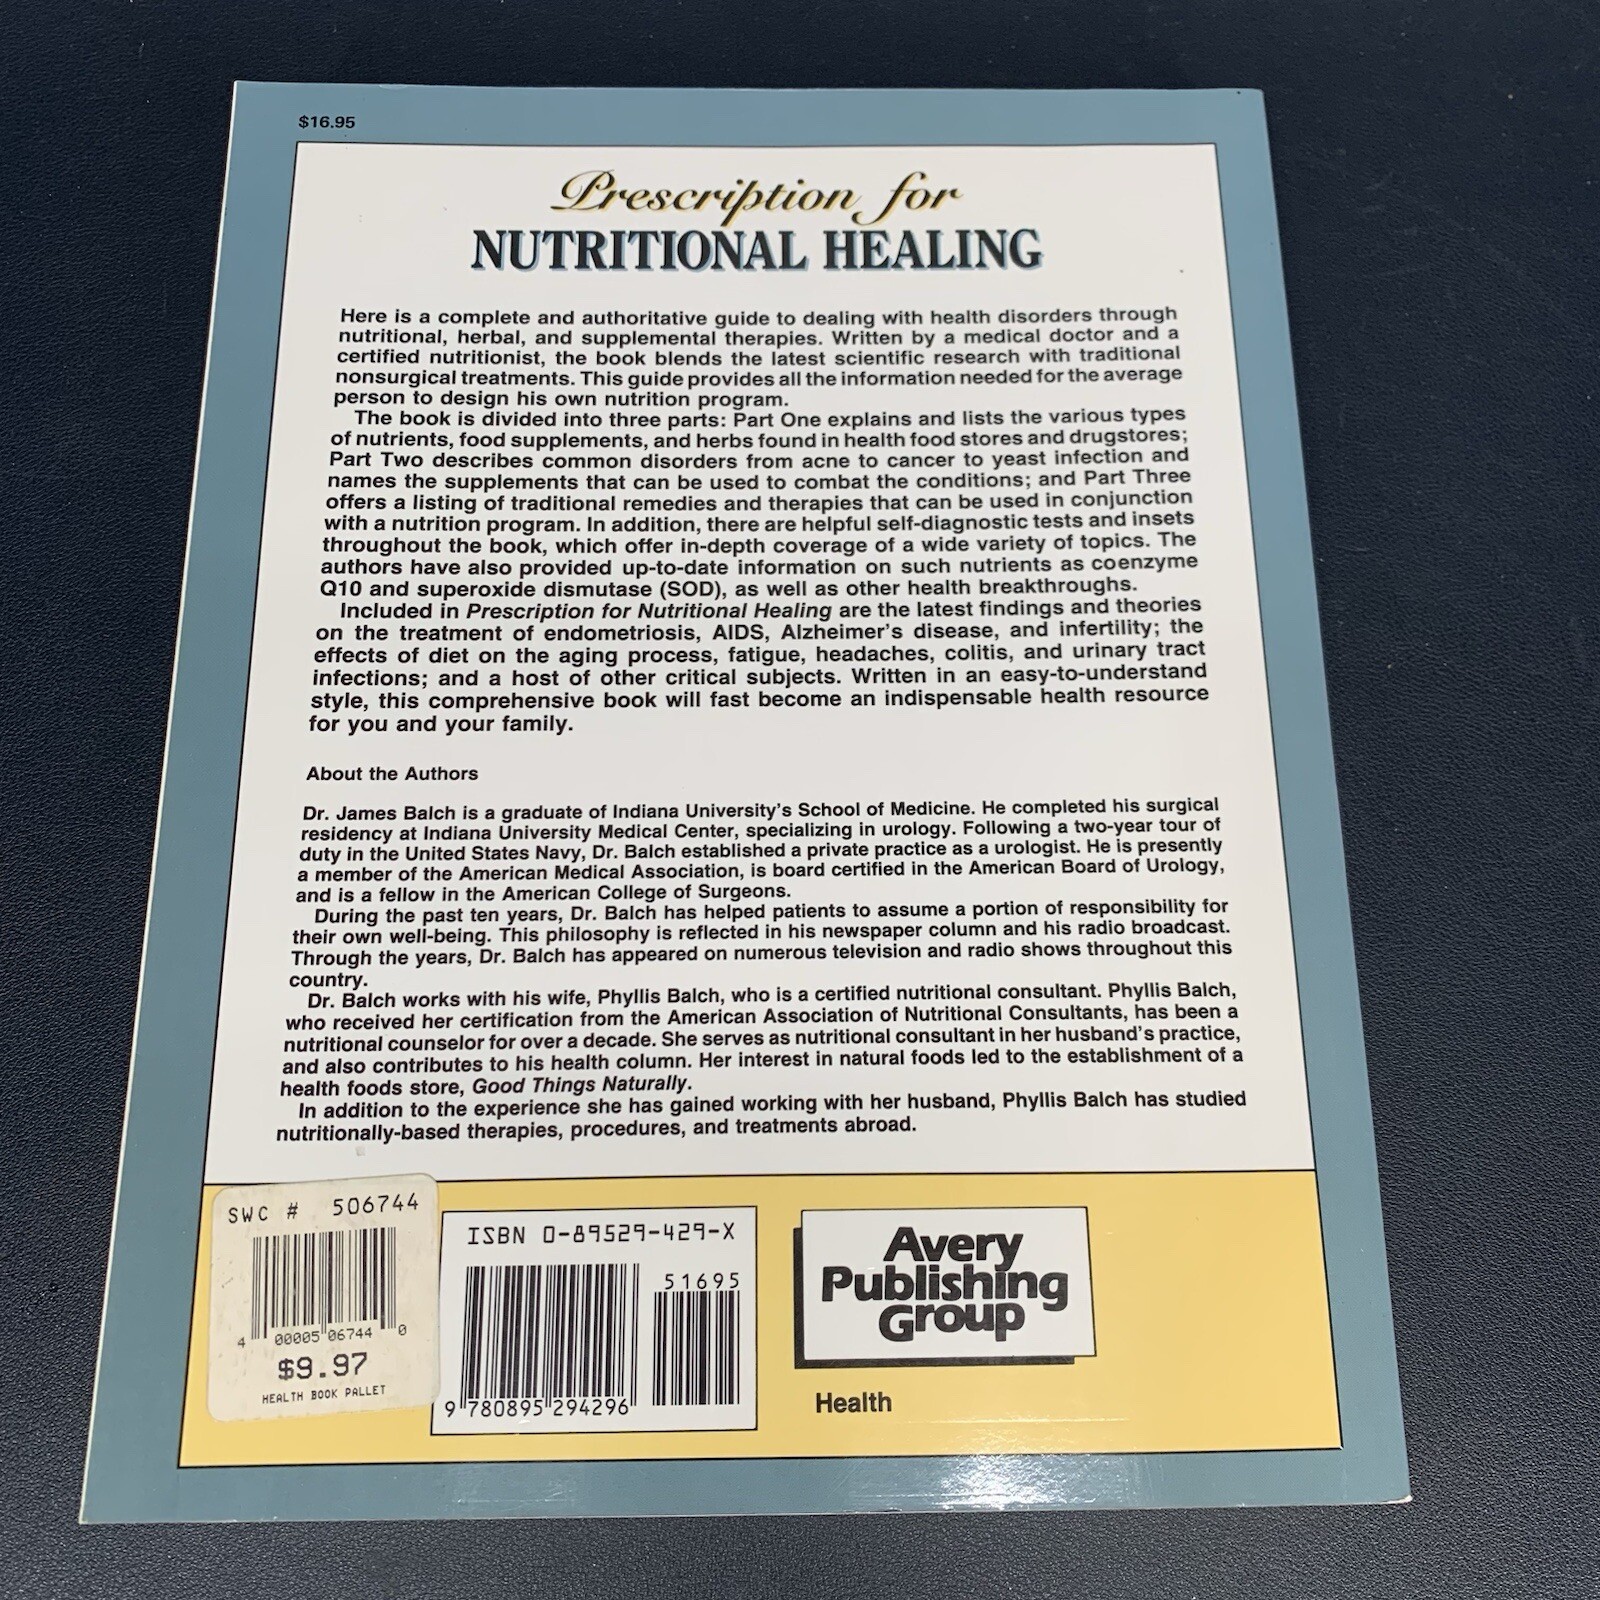 $16.95
Prescription for
NUTRITIONAL HEALING
Here is a complete and authoritative guide to dealing with health disorders through
nutritional, herbal, and supplemental therapies. Written by a medical doctor and a
certified nutritionist, the book blends the latest scientific research with traditional
nonsurgical treatments. This guide provides all the information needed for the average
person to design his own nutrition program.
The book is divided into three parts: Part One explains and lists the various types
of nutrients, food supplements, and herbs found in health food stores and drugstores;
Part Two describes common disorders from acne to cancer to yeast infection and
names the supplements that can be used to combat the conditions; and Part Three
offers a listing of traditional remedies and therapies that can be used in conjunction
with a nutrition program. In addition, there are helpful self-diagnostic tests and insets
throughout the book, which offer in-depth coverage of a wide variety of topics. The
authors have also provided up-to-date information on such nutrients as coenzyme
Q10 and superoxide dismutase (SOD), as well as other health breakthroughs.
Included in Prescription for Nutritional Healing are the latest findings and theories
on the treatment of endometriosis, AIDS, Alzheimer's disease, and infertility; the
effects of diet on the aging process, fatigue, headaches, colitis, and urinary tract
infections; and a host of other critical subjects. Written in an easy-to-understand
style, this comprehensive book will fast become an indispensable health resource
for you and your family.
About the Authors
Dr. James Balch is a graduate of Indiana University's School of Medicine. He completed his surgical
residency at Indiana University Medical Center, specializing in urology. Following a two-year tour of
duty in the United States Navy, Dr. Balch established a private practice as a urologist. He is presently
a member of the American Medical Association, is board certified in the American Board of Urology,
and is a fellow in the American College of Surgeons.
During the past ten years, Dr. Balch has helped patients to assume a portion of responsibility for
their own well-being. This philosophy is reflected in his newspaper column and his radio broadcast.
Through the years, Dr. Balch has appeared on numerous television and radio shows throughout this
country.
Dr. Balch works with his wife, Phyllis Balch, who is a certified nutritional consultant. Phyllis Balch,
who received her certification from the American Association of Nutritional Consultants, has been a
nutritional counselor for over a decade. She serves as nutritional consultant in her husband's practice,
and also contributes to his health column. Her interest in natural foods led to the establishment of a
health foods store, Good Things Naturally.
In addition to the experience she has gained working with her husband, Phyllis Balch has studied
nutritionally-based therapies, procedures, and treatments abroad.
SWC # 506744
4 00005 06744 0
$9.97
HEALTH BOOK PALLET
ISBN 0-89529-429-X
51695
9 780895 294296
Avery
Publishing
Group
Health